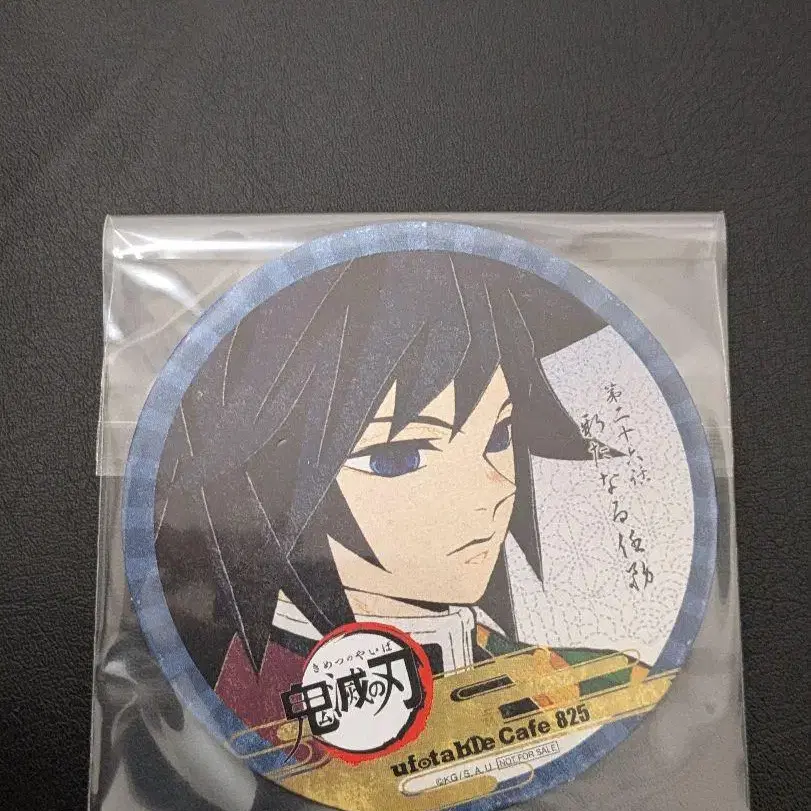 第二十六話
新たなる任務
きめつのやいば
鬼滅の刃
ufotable Cafe 825
©KG/S,A,U NOT FOR SALE